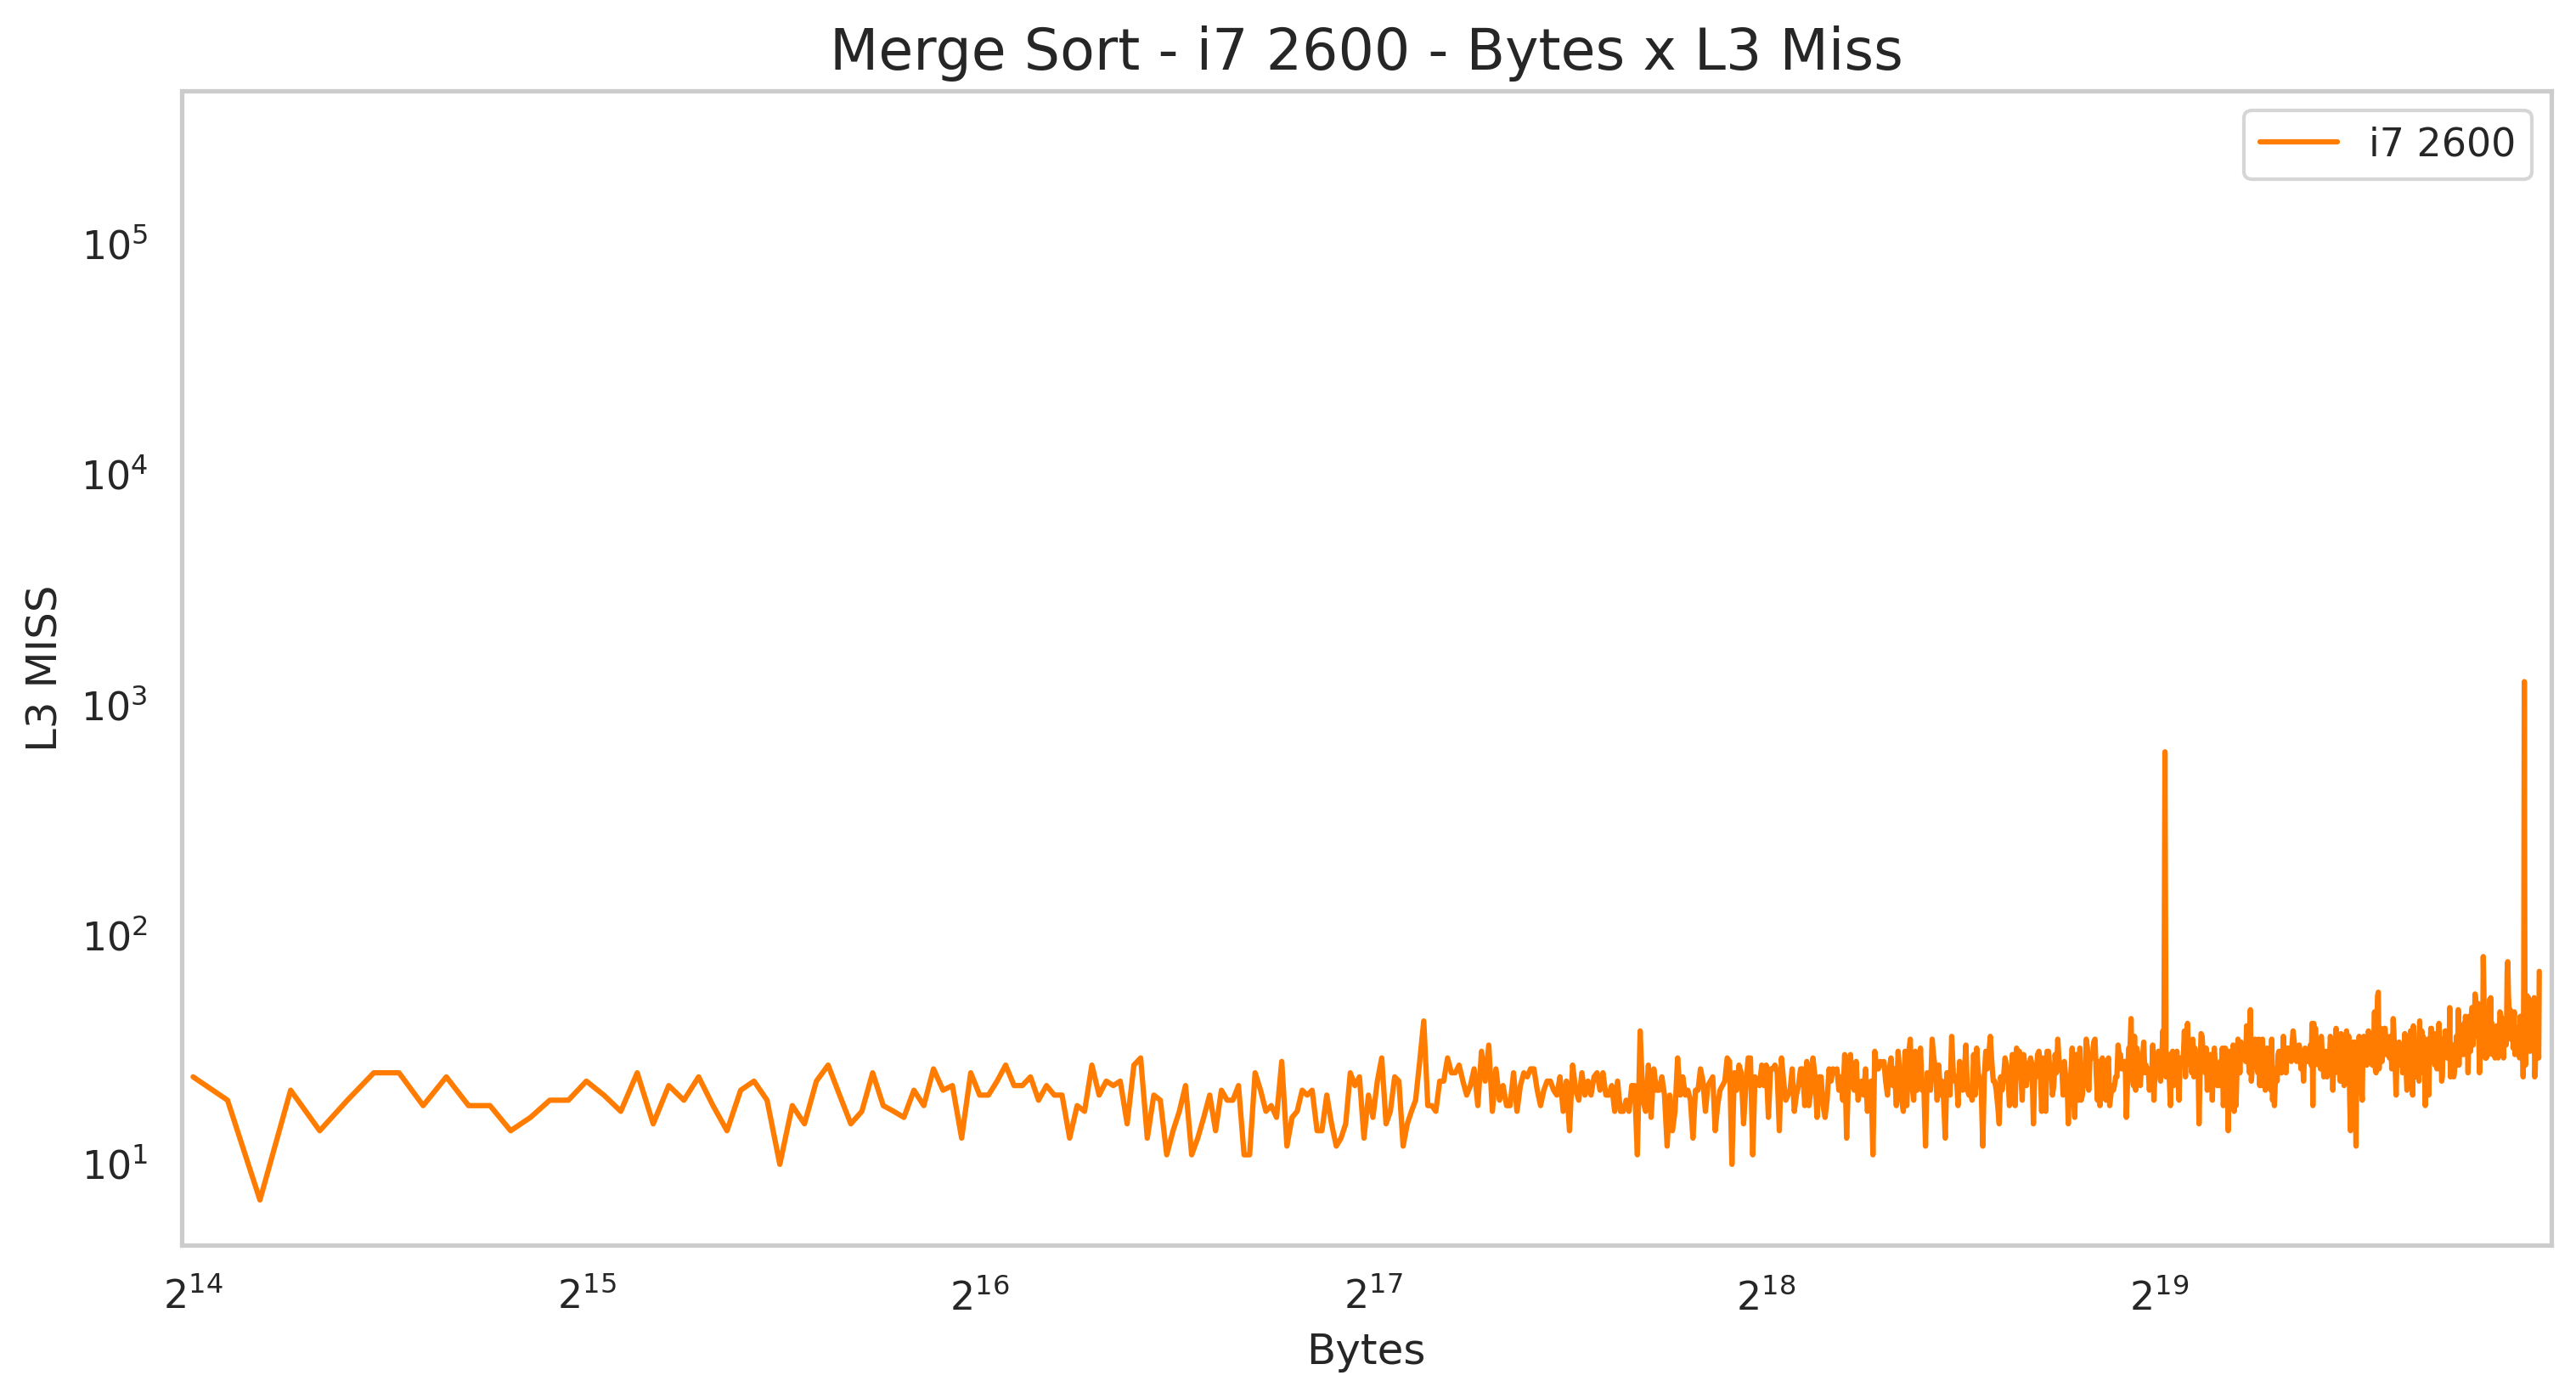 Merge Sort - i7 2600 - Bytes x L3 Miss
i7 2600
10⁵
10⁴
10³
10²
10¹
L3 MISS
2¹⁴ 2¹⁵ 2¹⁶ 2¹⁷ 2¹⁸ 2¹⁹
Bytes